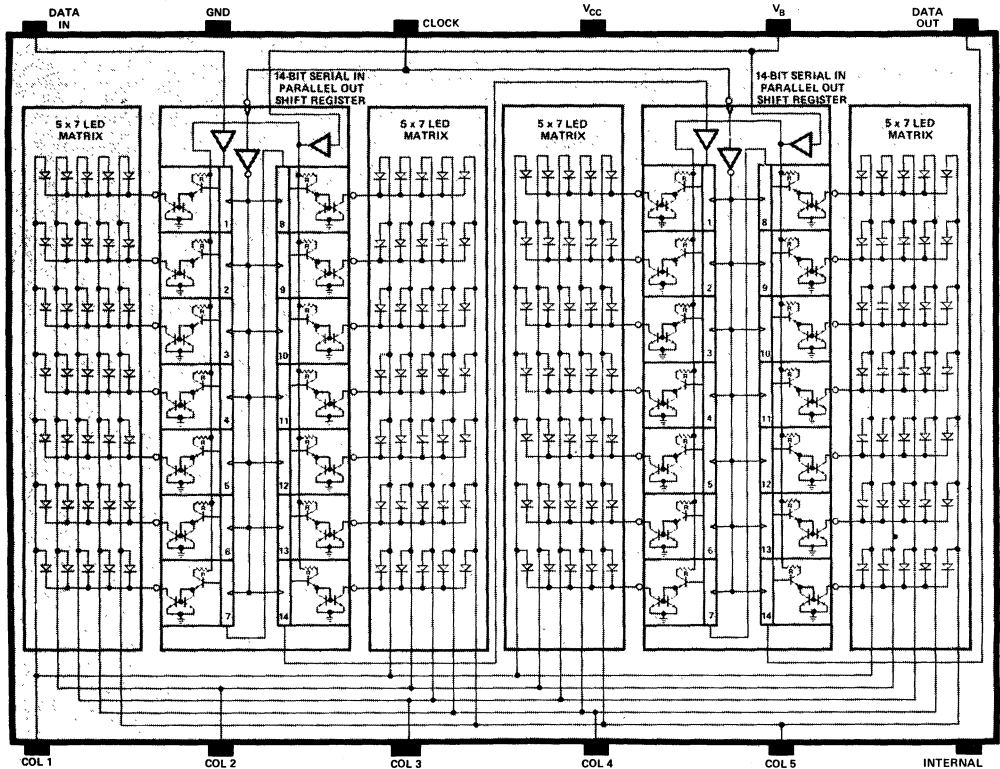 DATA
IN
GND
CLOCK
VCC
VB
DATA
OUT
14-BIT SERIAL IN
PARALLEL OUT
SHIFT REGISTER
14-BIT SERIAL IN
PARALLEL OUT
SHIFT REGISTER
5 x 7 LED
MATRIX
5 x 7 LED
MATRIX
5 x 7 LED
MATRIX
5 x 7 LED
MATRIX
R
R
R
R
1
8
1
8
R
R
R
R
2
9
2
9
R
R
R
R
3
10
3
10
R
R
R
R
4
11
4
11
R
R
R
R
5
12
5
12
R
R
R
R
6
13
6
13
R
R
R
R
7
14
7
14
COL 1
COL 2
COL 3
COL 4
COL 5
INTERNAL